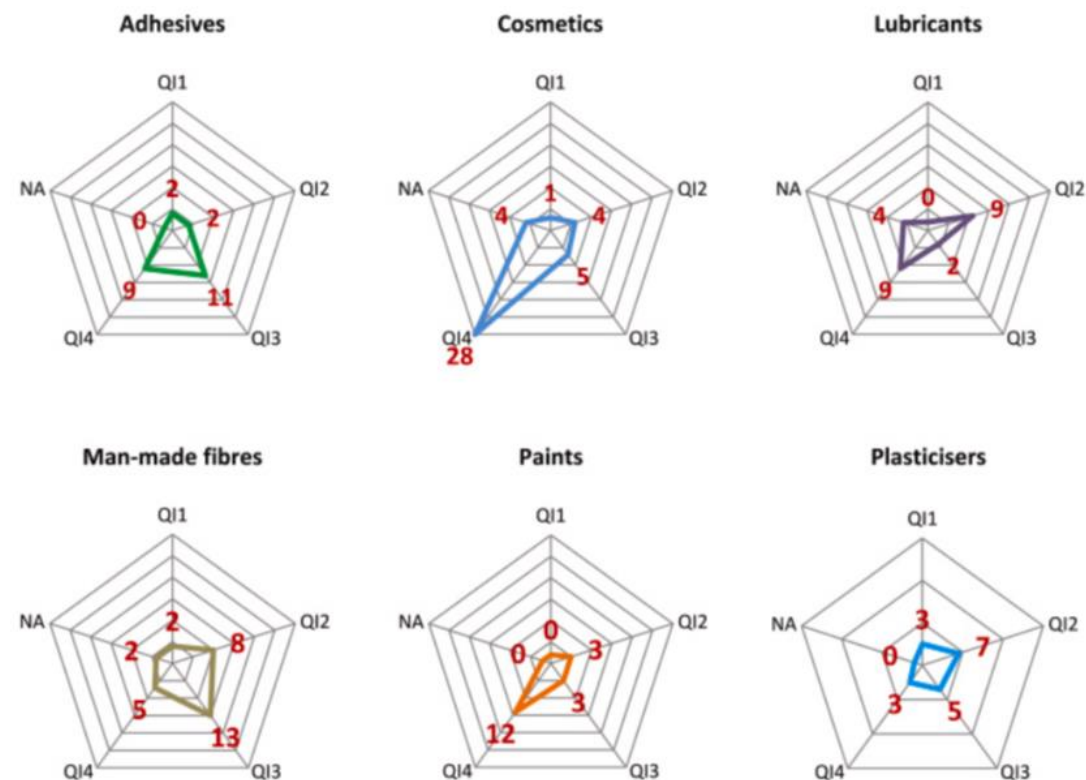 Adhesives
QI1
NA
QI2
2
0
2
9
11
QI4
QI3
Cosmetics
QI1
NA
QI2
1
4
4
5
QI4
QI3
28
Lubricants
QI1
NA
QI2
0
4
9
2
9
QI4
QI3
Man-made fibres
QI1
NA
QI2
2
2
8
5
13
QI4
QI3
Paints
QI1
NA
QI2
0
0
3
3
12
QI4
QI3
Plasticisers
QI1
NA
QI2
3
0
7
3
5
QI4
QI3